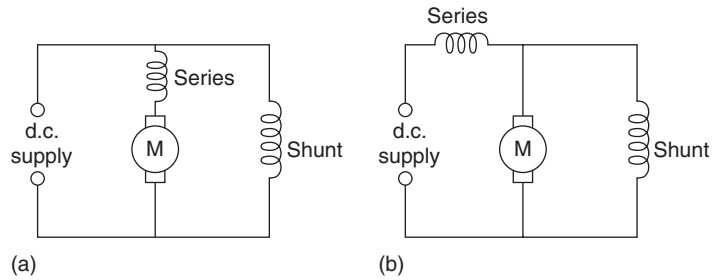 Series
d.c.
supply
M
Shunt
(a)
Series
d.c.
supply
M
Shunt
(b)